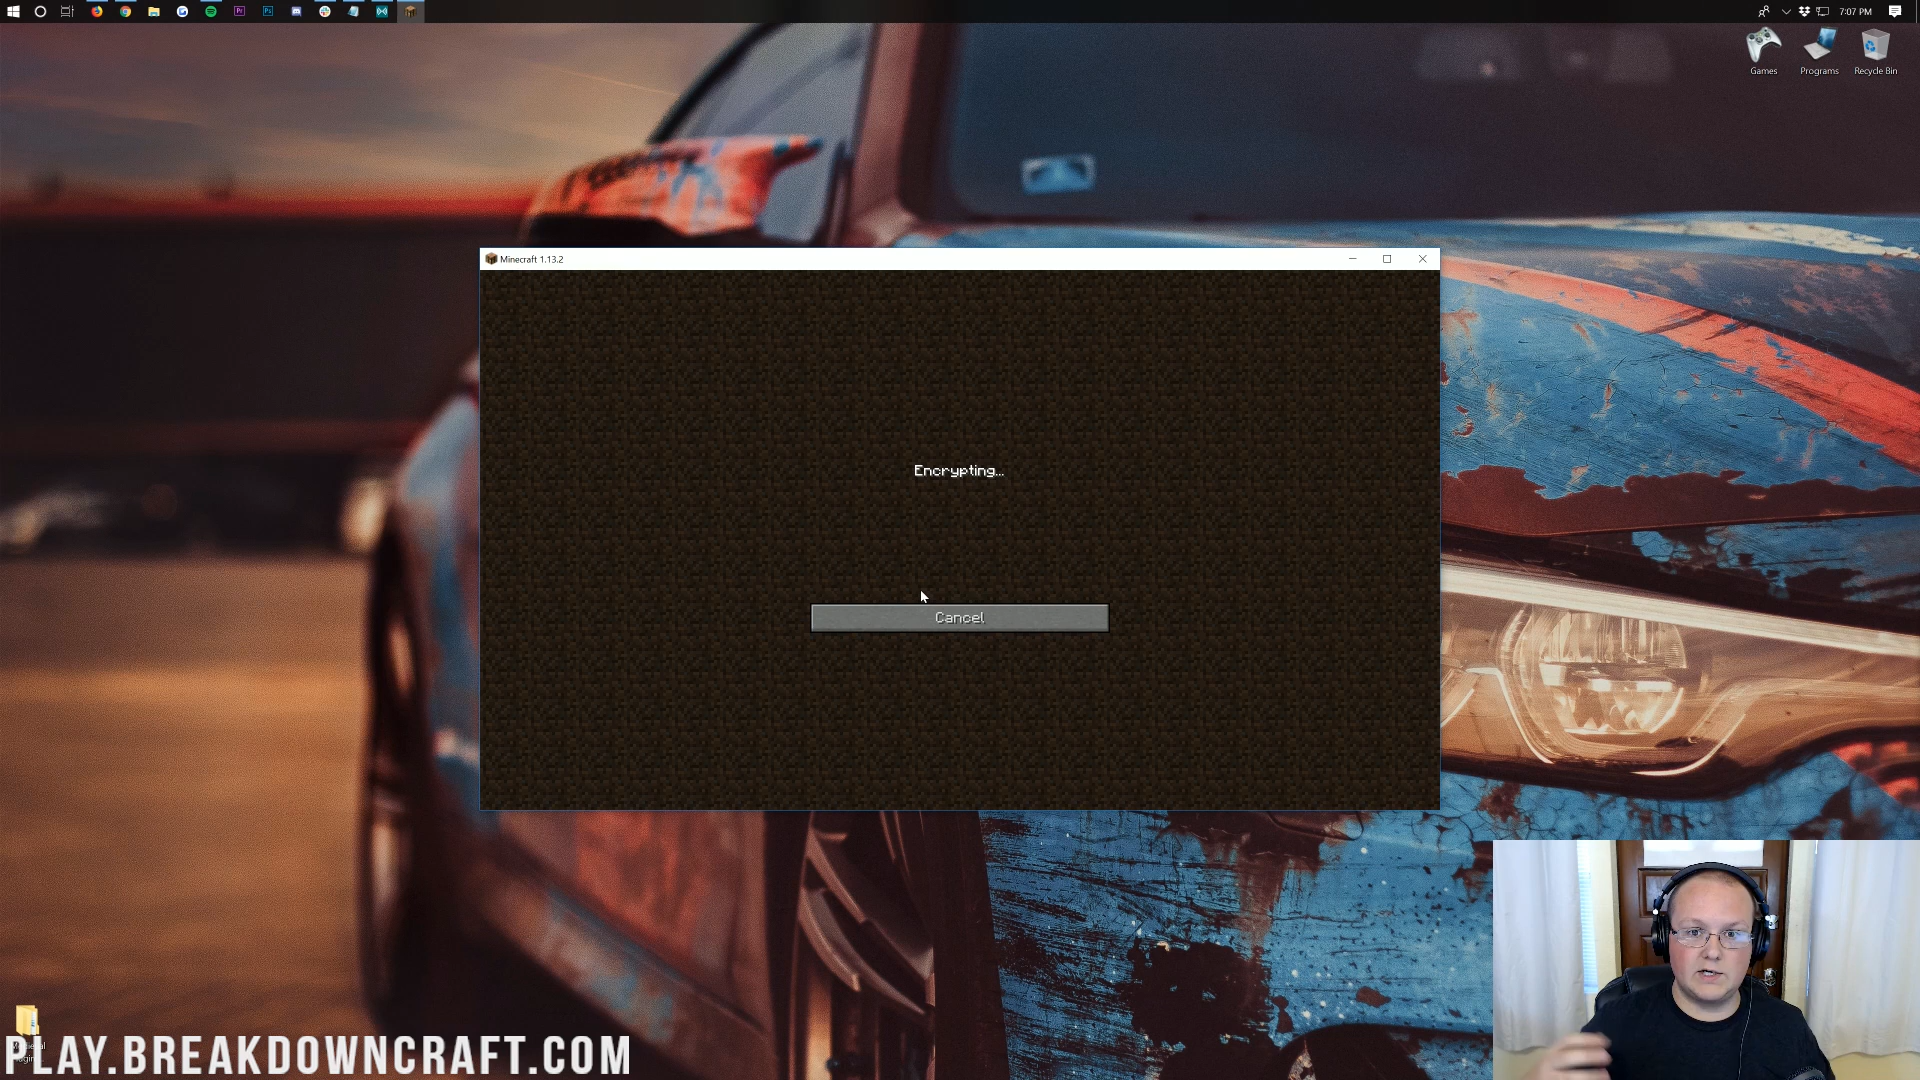 7:07 PM
Games
Programs
Recycle Bin
Minecraft 1.13.2
Encrypting...
Cancel
PLAY.BREAKDOWNCRAFT.COM